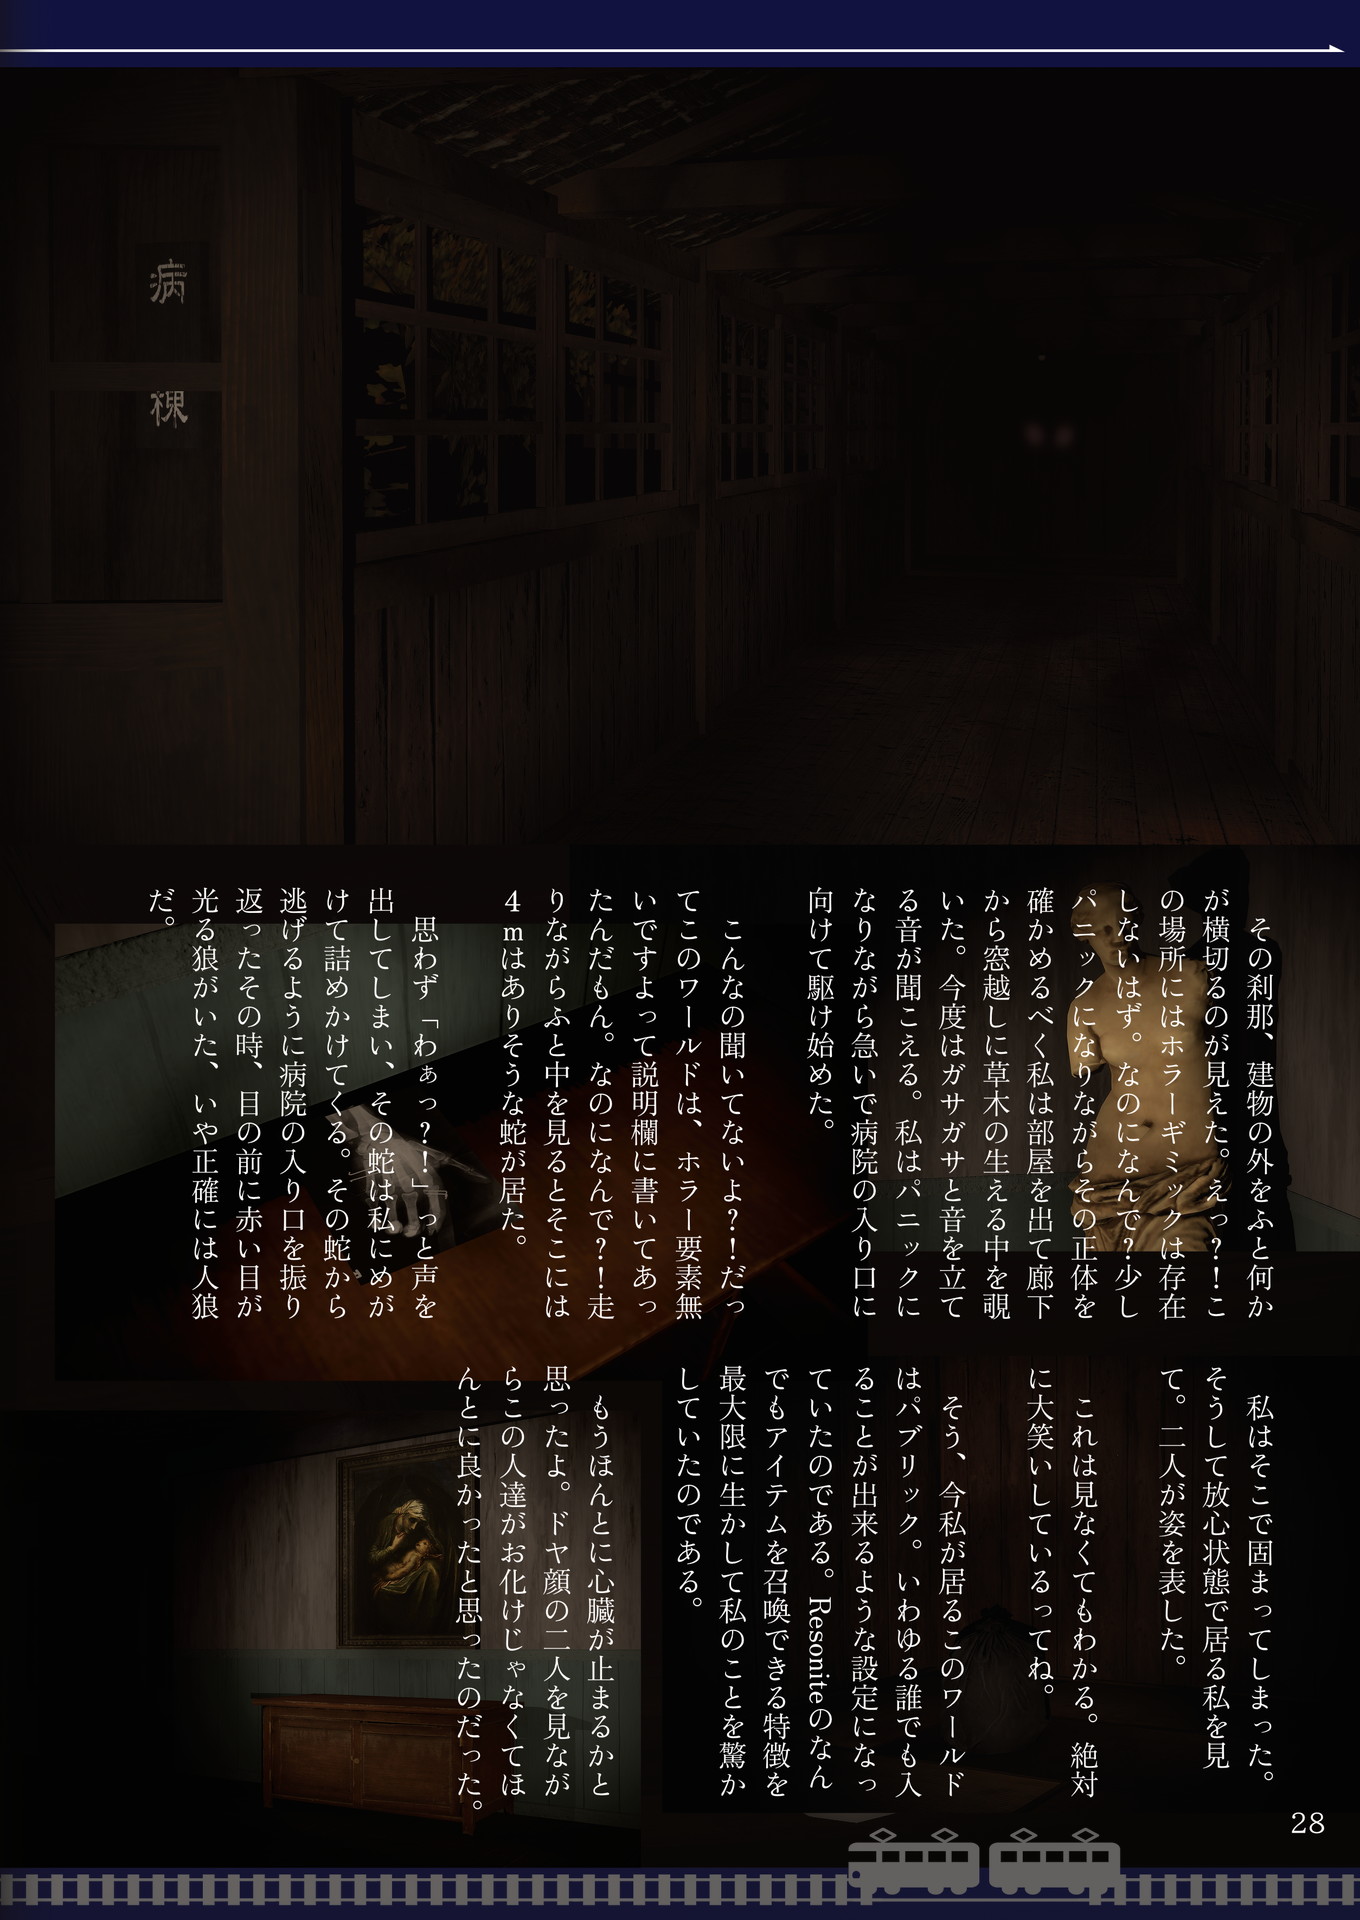 病
棟
その刹那、建物の外をふと何か
が横切るのが見えた。えっ？！こ
の場所にはホラーギミックは存在
しないはず。なのになんで？少し
パニックになりながらその正体を
確かめるべく私は部屋を出て廊下
から窓越しに草木の生える中を覗
いた。今度はガサガサと音を立て
る音が聞こえる。私はパニックに
なりながら急いで病院の入り口に
向けて駆け始めた。
こんなの聞いてないよ？！だっ
てこのワールドは、ホラー要素無
いですよって説明欄に書いてあっ
たんだもん。なのになんで？！走
りながらふと中を見るとそこには
4mはありそうな蛇が居た。
思わず「わぁっ？！」っと声を
出してしまい、その蛇は私にめが
けて詰めかけてくる。その蛇から
逃げるように病院の入り口を振り
返ったその時、目の前に赤い目が
光る狼がいた、いや正確には人狼
だ。
私はそこで固まってしまった。
そうして放心状態で居る私を見
て。二人が姿を表した。
これは見なくてもわかる。絶対
に大笑いしているってね。
そう、今私が居るこのワールド
はパブリック。いわゆる誰でも入
ることが出来るような設定になっ
ていたのである。Resoniteのなん
でもアイテムを召喚できる特徴を
最大限に生かして私のことを驚か
していたのである。
もうほんとに心臓が止まるかと
思ったよ。ドヤ顔の二人を見なが
らこの人達がお化けじゃなくてほ
んとに良かったと思ったのだった。
28